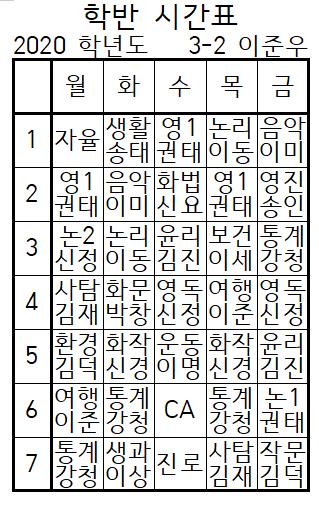 학반 시간표
2020 학년도 3-2 이준우
월 화 수 목 금
1 자율 생활 영1 논리 음악
송태 권태 이동 이미
2 영1 음악 화법 영1 영진
권태 이미 신요 권태 송인
3 논2 논리 윤리 보건 통계
신정 이동 김진 이세 강청
4 사탐 화문 영독 여행 영독
김재 박창 신정 이준 신정
5 환경 화작 운동 화작 윤리
김덕 신경 이명 신경 김진
6 여행 통계 CA 통계 논1
이준 강청 강청 권태
7 통계 생과 진로 사탐 작문
강청 이상 김재 김덕